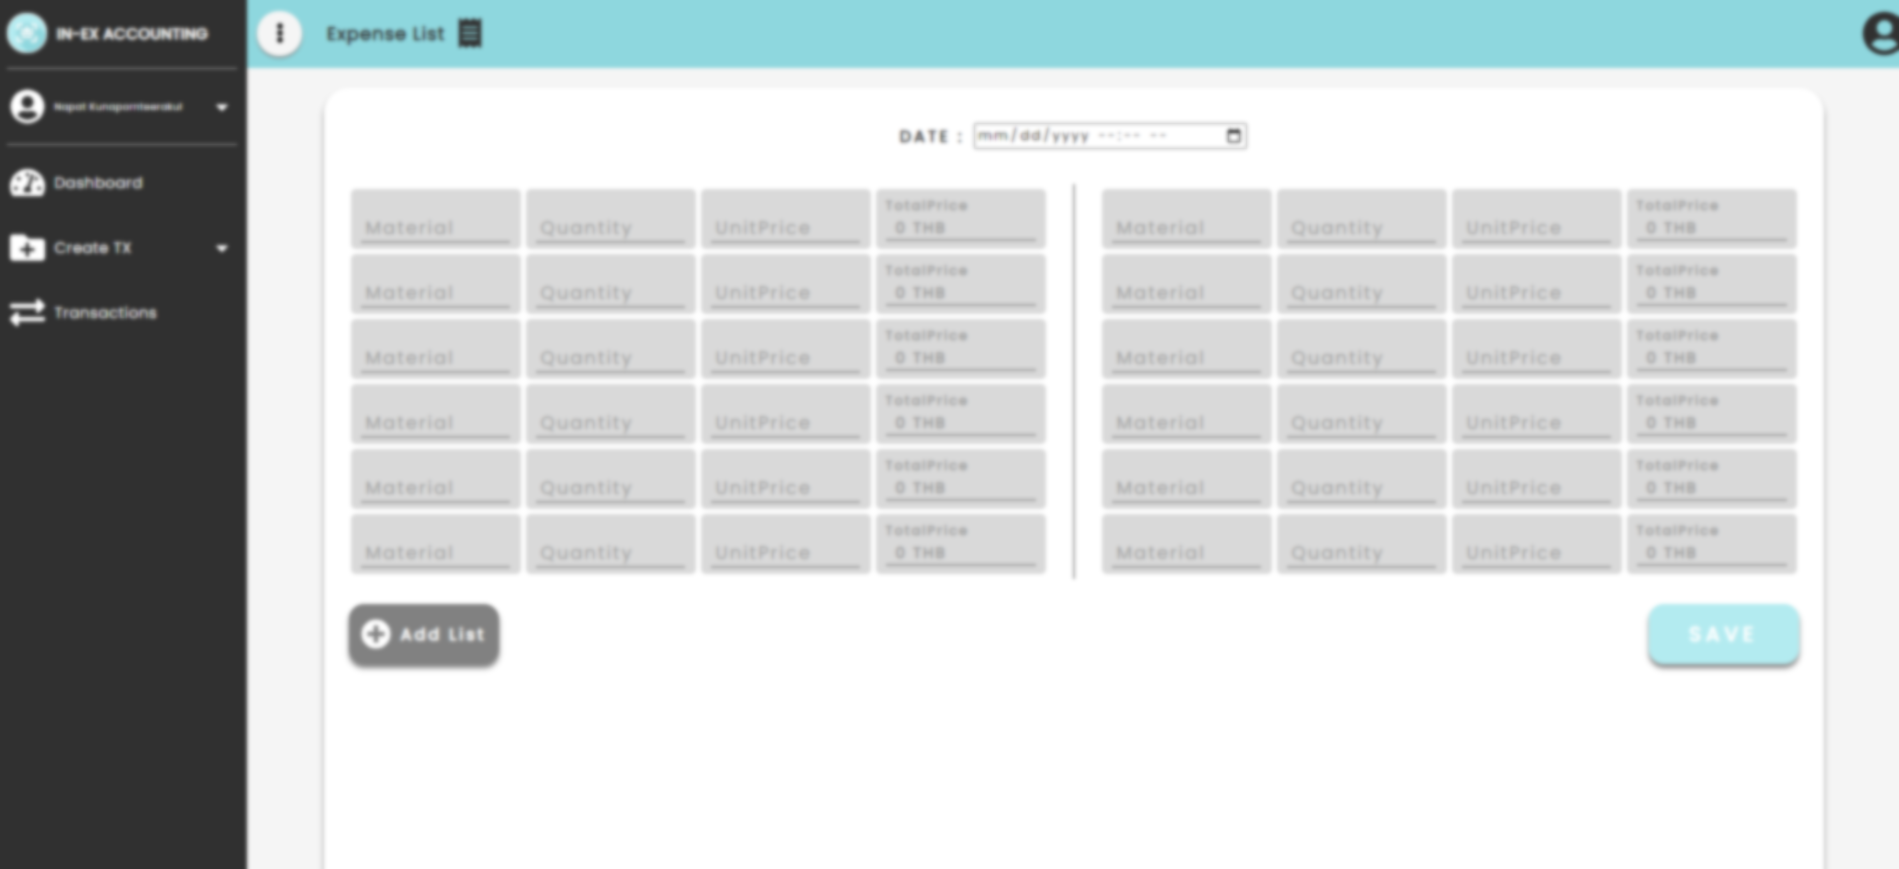 IN-EX ACCOUNTING
Expense List
Napat Kunapornteerakul
Dashboard
Create TX
Transactions
DATE : mm/dd/yyyy --:-- --
Material Quantity UnitPrice TotalPrice 0 THB Material Quantity UnitPrice TotalPrice 0 THB
Material Quantity UnitPrice TotalPrice 0 THB Material Quantity UnitPrice TotalPrice 0 THB
Material Quantity UnitPrice TotalPrice 0 THB Material Quantity UnitPrice TotalPrice 0 THB
Material Quantity UnitPrice TotalPrice 0 THB Material Quantity UnitPrice TotalPrice 0 THB
Material Quantity UnitPrice TotalPrice 0 THB Material Quantity UnitPrice TotalPrice 0 THB
Material Quantity UnitPrice TotalPrice 0 THB Material Quantity UnitPrice TotalPrice 0 THB
Add List
SAVE